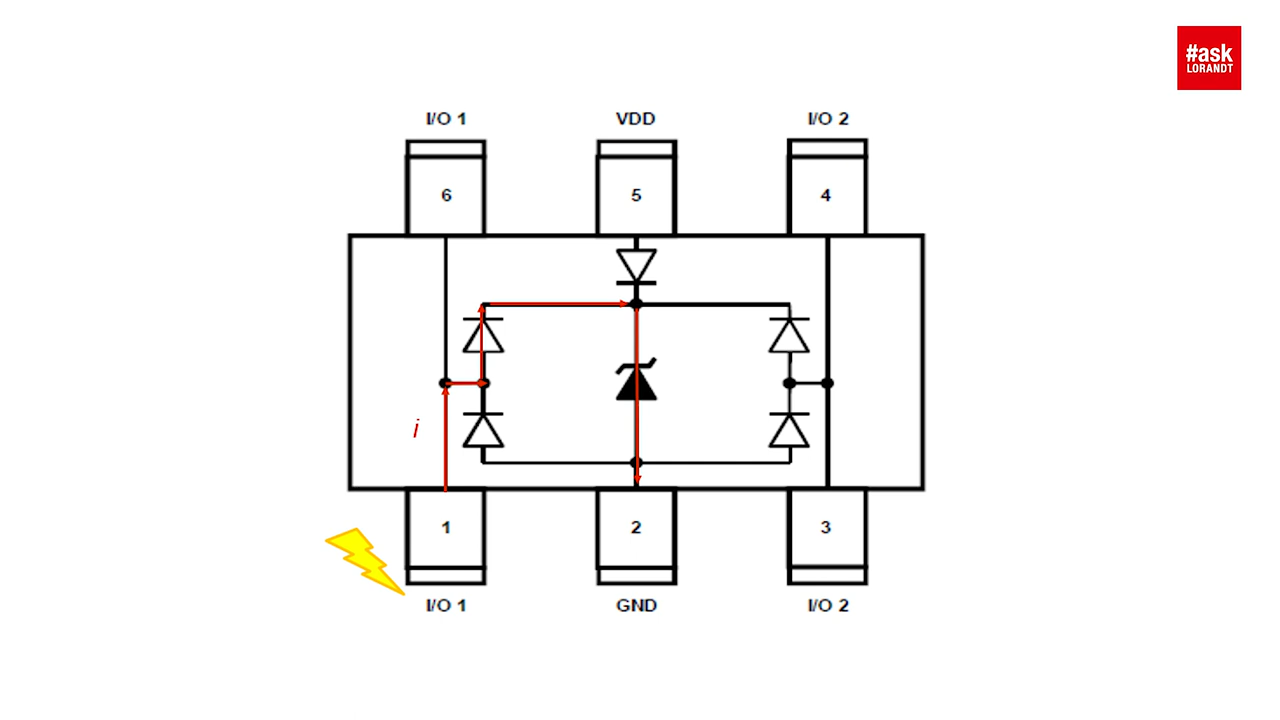 #ask
LORANDT
I/O 1
VDD
I/O 2
6
5
4
i
1
2
3
I/O 1
GND
I/O 2